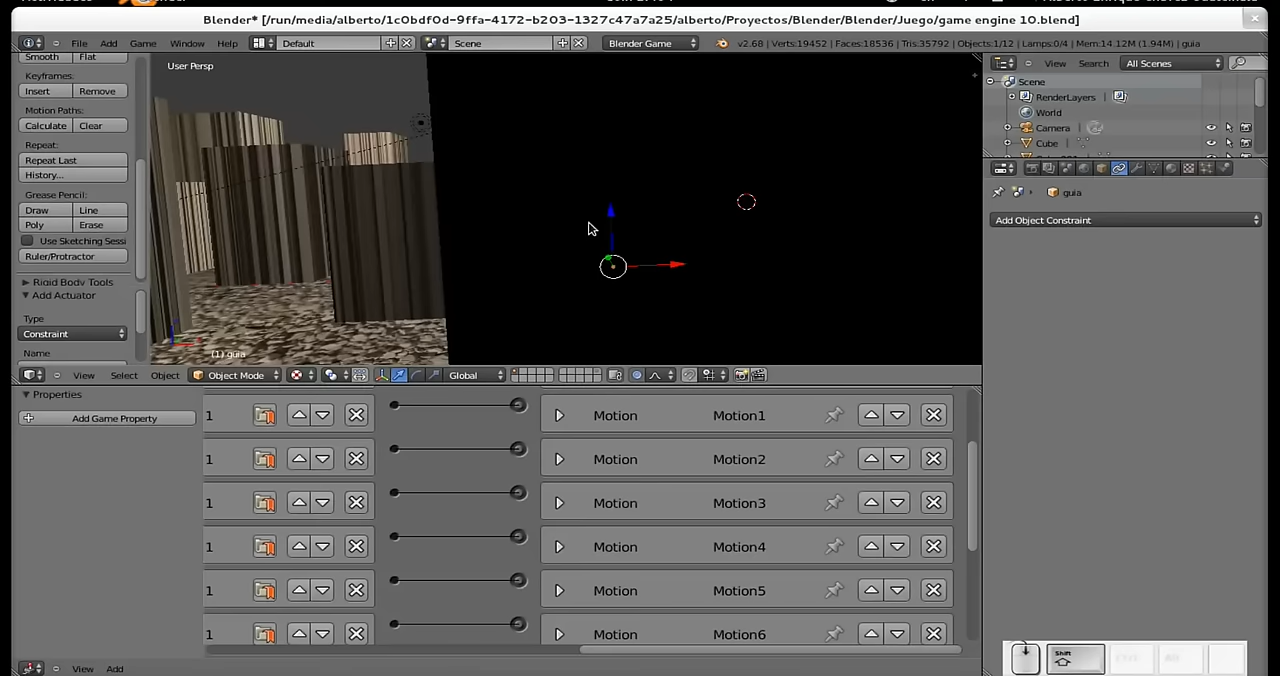 Blender* [/run/media/alberto/1c0bdf0d-9ffa-4172-b203-1327c47a7a25/alberto/Proyectos/Blender/Blender/Juego/game engine 10.blend]
File Add Game Window Help Default Scene Blender Game v2.68 | Verts:19452 | Faces:18536 | Tris:35792 | Objects:1/12 | Lamps:0/4 | Mem:14.12M (1.94M) | guia
Smooth Flat
Keyframes:
Insert Remove
Motion Paths:
Calculate Clear
Repeat:
Repeat Last
History...
Grease Pencil:
Draw Line
Poly Erase
Use Sketching Sessi
Ruler/Protractor
Rigid Body Tools
Add Actuator
Type
Constraint
Name
User Persp
(1) guia
View Select Object Object Mode Global
View Search All Scenes
Scene
RenderLayers
World
Camera
Cube
guia
Add Object Constraint
Properties
Add Game Property
1 Motion Motion1
1 Motion Motion2
1 Motion Motion3
1 Motion Motion4
1 Motion Motion5
1 Motion Motion6
View Add
Shift